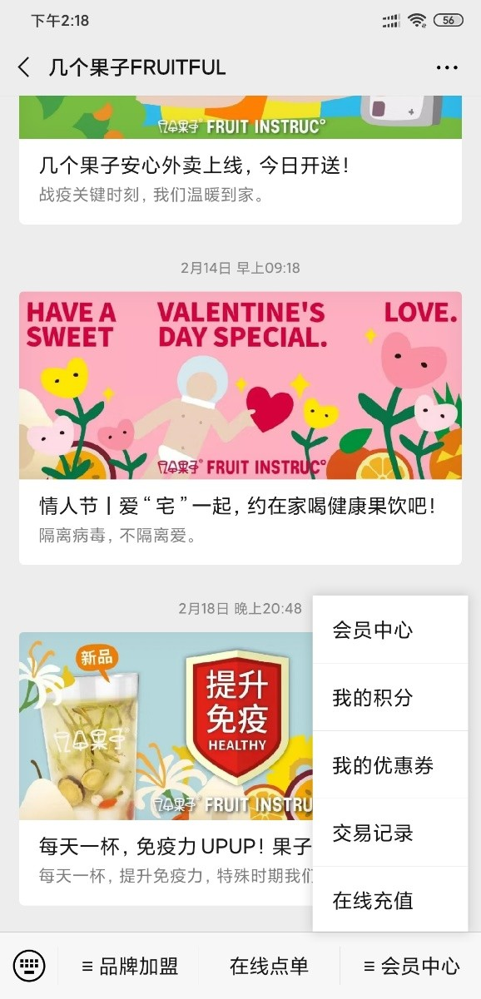 下午2:18
56
几个果子FRUITFUL
几个果子° FRUIT INSTRUC°
几个果子安心外卖上线，今日开送！
战疫关键时刻，我们温暖到家。
2月14日 早上09:18
HAVE A SWEET
VALENTINE'S DAY SPECIAL.
LOVE.
几个果子° FRUIT INSTRUC°
情人节丨爱“宅”一起，约在家喝健康果饮吧！
隔离病毒，不隔离爱。
2月18日 晚上20:48
新品
几个果子
提升
免疫
HEALTHY
几个果子° FRUIT INSTRU
每天一杯，免疫力UPUP！果子
每天一杯，提升免疫力，特殊时期我们
会员中心
我的积分
我的优惠券
交易记录
在线充值
≡ 品牌加盟
在线点单
≡ 会员中心